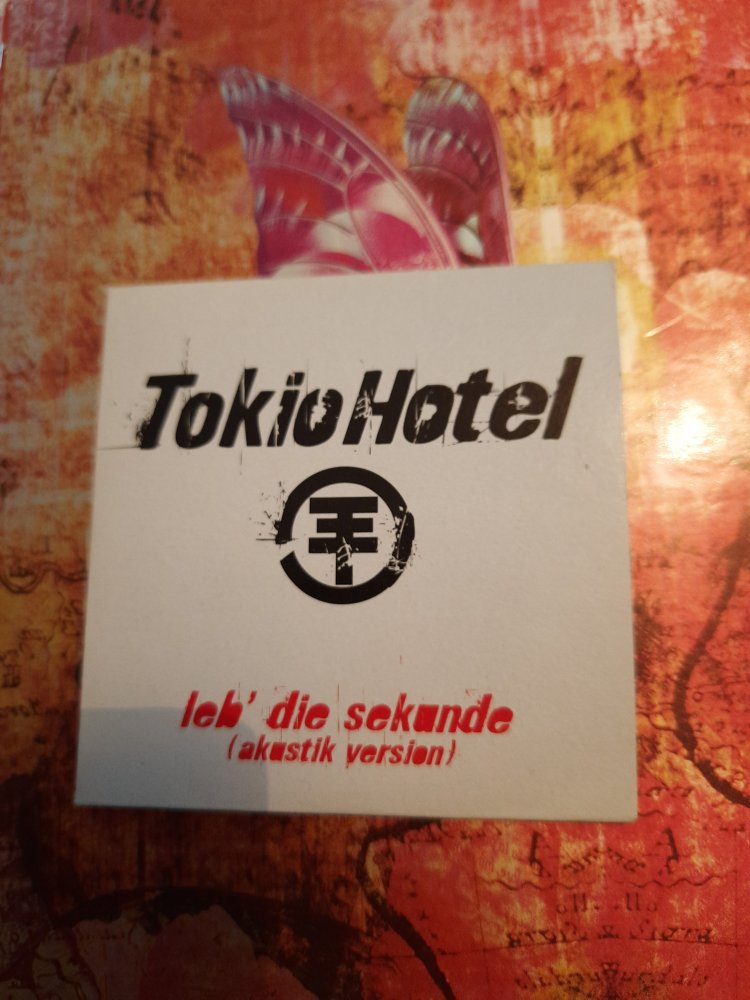 Tokio Hotel
leb' die sekunde
(akustik version)